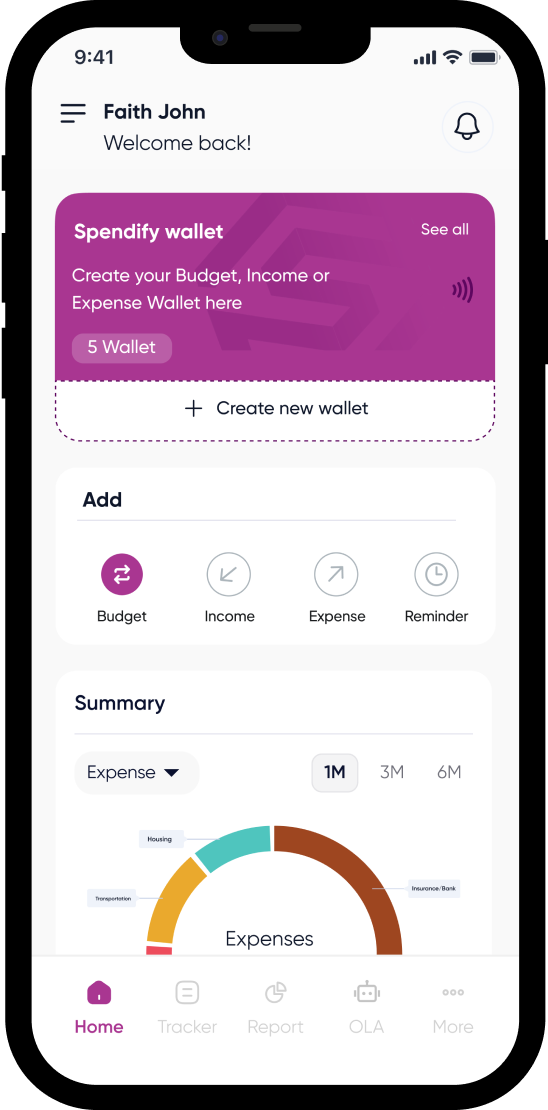 9:41
Faith John
Welcome back!
Spendify wallet
See all
Create your Budget, Income or
Expense Wallet here
5 Wallet
Create new wallet
Add
Budget Income Expense Reminder
Summary
Expense 1M 3M 6M
Housing
Insurance/Bank
Transportation
Expenses
Home Tracker Report OLA More